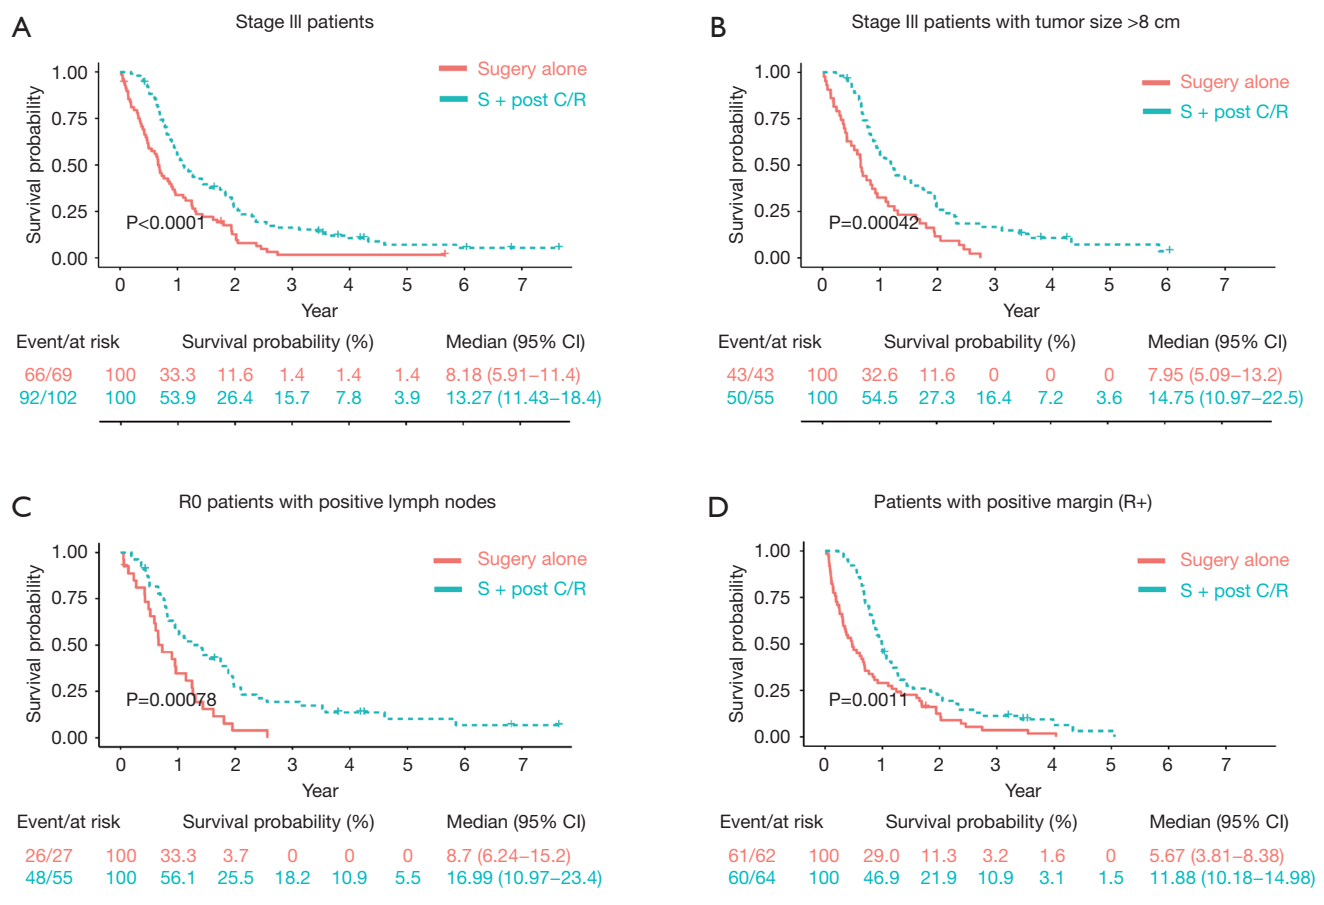 A
Stage III patients
Sugery alone
S + post C/R
Survival probability
1.00
0.75
0.50
0.25
0.00
P<0.0001
0 1 2 3 4 5 6 7
Year
Event/at risk Survival probability (%) Median (95% CI)
66/69 100 33.3 11.6 1.4 1.4 1.4 8.18 (5.91–11.4)
92/102 100 53.9 26.4 15.7 7.8 3.9 13.27 (11.43–18.4)
B
Stage III patients with tumor size >8 cm
Sugery alone
S + post C/R
Survival probability
1.00
0.75
0.50
0.25
0.00
P=0.00042
0 1 2 3 4 5 6 7
Year
Event/at risk Survival probability (%) Median (95% CI)
43/43 100 32.6 11.6 0 0 0 7.95 (5.09–13.2)
50/55 100 54.5 27.3 16.4 7.2 3.6 14.75 (10.97–22.5)
C
R0 patients with positive lymph nodes
Sugery alone
S + post C/R
Survival probability
1.00
0.75
0.50
0.25
0.00
P=0.00078
0 1 2 3 4 5 6 7
Year
Event/at risk Survival probability (%) Median (95% CI)
26/27 100 33.3 3.7 0 0 0 8.7 (6.24–15.2)
48/55 100 56.1 25.5 18.2 10.9 5.5 16.99 (10.97–23.4)
D
Patients with positive margin (R+)
Sugery alone
S + post C/R
Survival probability
1.00
0.75
0.50
0.25
0.00
P=0.0011
0 1 2 3 4 5 6 7
Year
Event/at risk Survival probability (%) Median (95% CI)
61/62 100 29.0 11.3 3.2 1.6 0 5.67 (3.81–8.38)
60/64 100 46.9 21.9 10.9 3.1 1.5 11.88 (10.18–14.98)